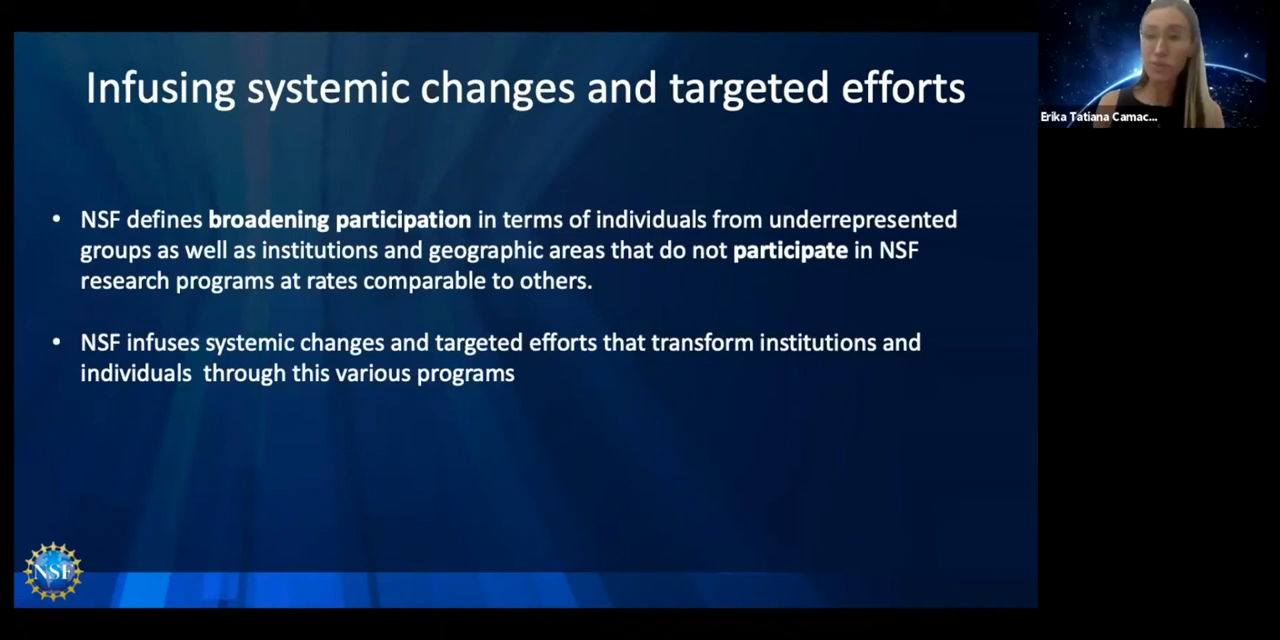 Infusing systemic changes and targeted efforts
Erika Tatiana Camac...
• NSF defines broadening participation in terms of individuals from underrepresented
groups as well as institutions and geographic areas that do not participate in NSF
research programs at rates comparable to others.
• NSF infuses systemic changes and targeted efforts that transform institutions and
individuals  through this various programs
NSF